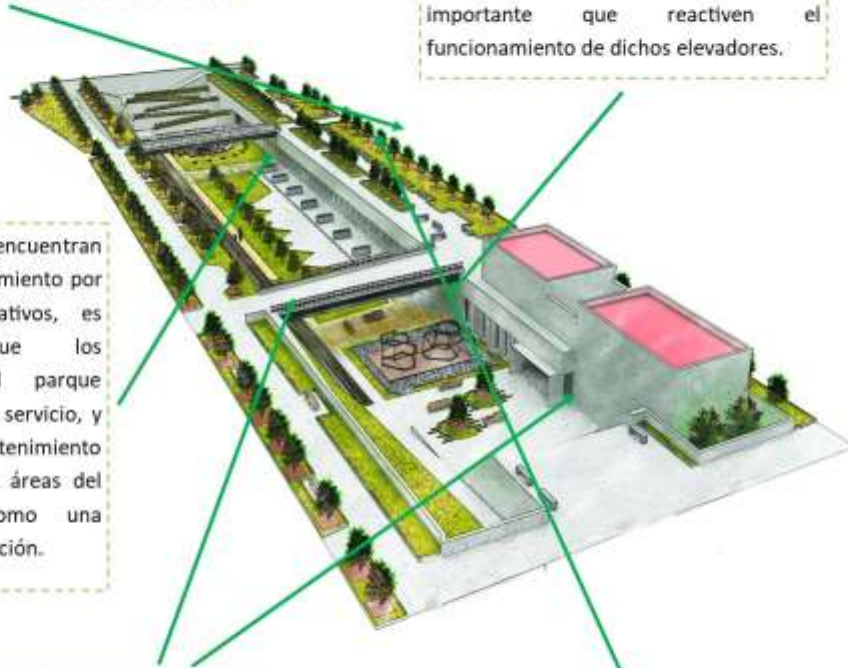 importante que reactiven el
funcionamiento de dichos elevadores.
encuentran
miento por
ativos, es
ue los
parque
servicio, y
tenimiento
áreas del
omo una
ción.